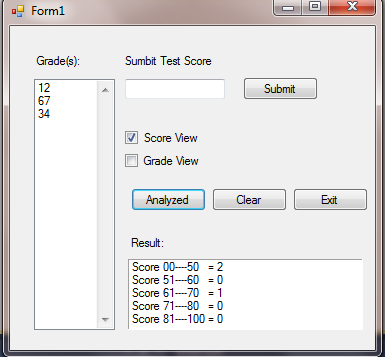 Form1
Grade(s):
Sumbit Test Score
12
67
34
Submit
Score View
Grade View
Analyzed
Clear
Exit
Result:
Score 00----50 = 2
Score 51----60 = 0
Score 61----70 = 1
Score 71----80 = 0
Score 81----100 = 0